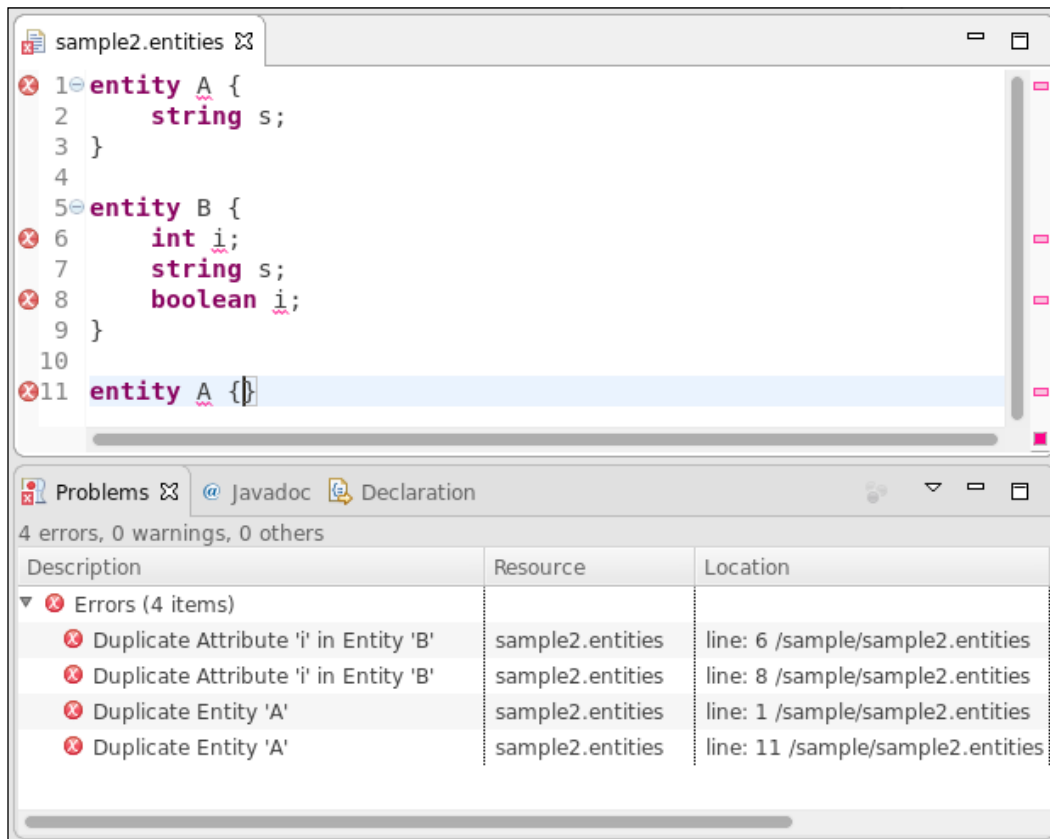 sample2.entities
1 entity A {
2 string s;
3 }
4
5 entity B {
6 int i;
7 string s;
8 boolean i;
9 }
10
11 entity A {}
Problems @ Javadoc Declaration
4 errors, 0 warnings, 0 others
Description Resource Location
Errors (4 items)
Duplicate Attribute 'i' in Entity 'B' sample2.entities line: 6 /sample/sample2.entities
Duplicate Attribute 'i' in Entity 'B' sample2.entities line: 8 /sample/sample2.entities
Duplicate Entity 'A' sample2.entities line: 1 /sample/sample2.entities
Duplicate Entity 'A' sample2.entities line: 11 /sample/sample2.entities